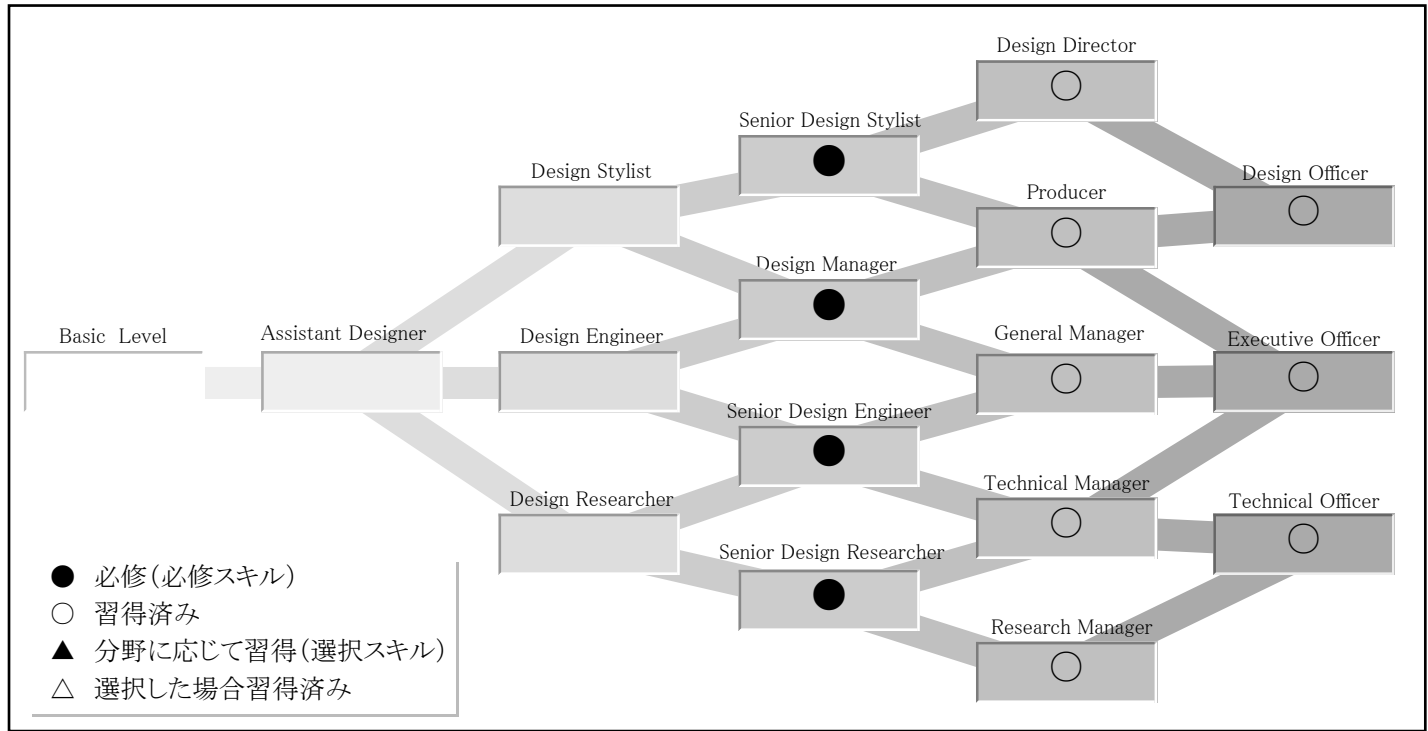 Design Director
Senior Design Stylist
Design Stylist
Design Officer
Producer
Design Manager
Basic Level
Assistant Designer
Design Engineer
General Manager
Executive Officer
Senior Design Engineer
Design Researcher
Technical Manager
Technical Officer
Senior Design Researcher
Research Manager
● 必修(必修スキル)
○ 習得済み
▲ 分野に応じて習得(選択スキル)
△ 選択した場合習得済み